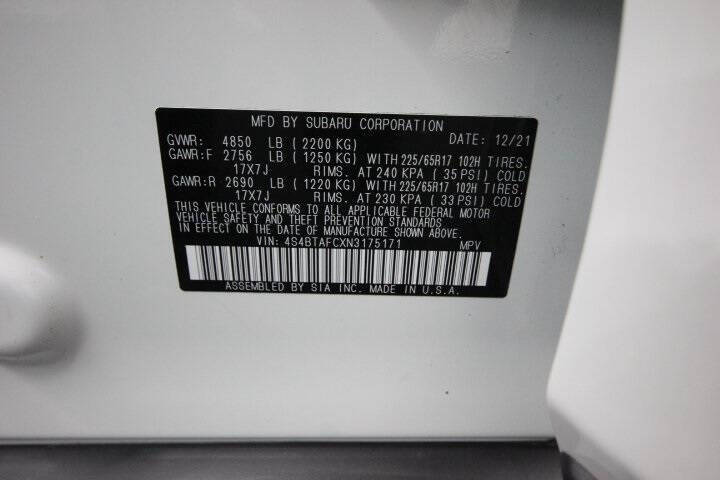 MFD BY SUBARU CORPORATION DATE: 12/21
GVWR: 4850 LB ( 2200 KG)
GAWR:F 2756 LB ( 1250 KG) WITH 225/65R17 102H TIRES.
17X7J RIMS. AT 240 KPA ( 35 PSI) COLD
GAWR:R 2690 LB ( 1220 KG) WITH 225/65R17 102H TIRES.
17X7J RIMS. AT 230 KPA ( 33 PSI) COLD
THIS VEHICLE CONFORMS TO ALL APPLICABLE FEDERAL MOTOR
VEHICLE SAFETY AND THEFT PREVENTION STANDARDS
IN EFFECT ON THE DATE OF MANUFACTURE SHOWN ABOVE.
VIN: 4S4BTAFCXN3175171 MPV
ASSEMBLED BY SIA INC. MADE IN U.S.A.